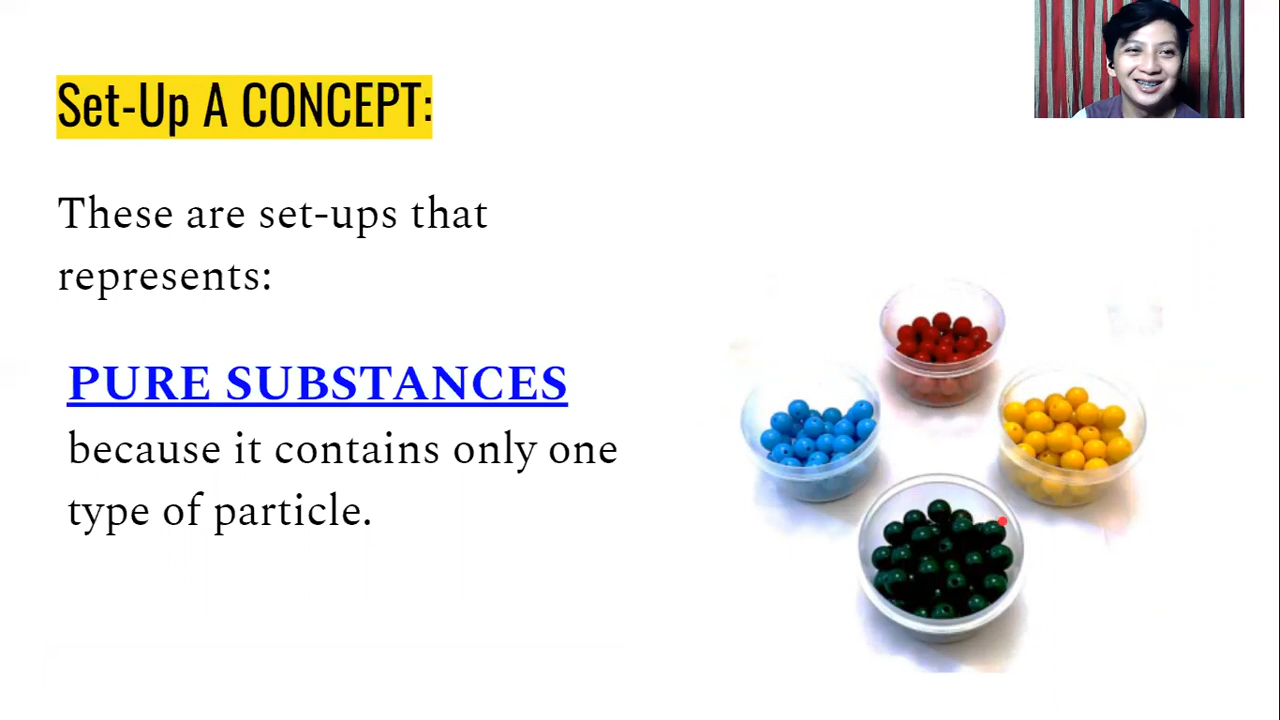 Set-Up A CONCEPT:
These are set-ups that
represents:
PURE SUBSTANCES
because it contains only one
type of particle.